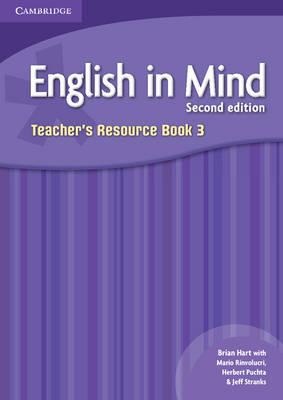 CAMBRIDGE
English in Mind
Second edition
Teacher's Resource Book 3
Brian Hart with
Mario Rinvolucri,
Herbert Puchta
& Jeff Stranks